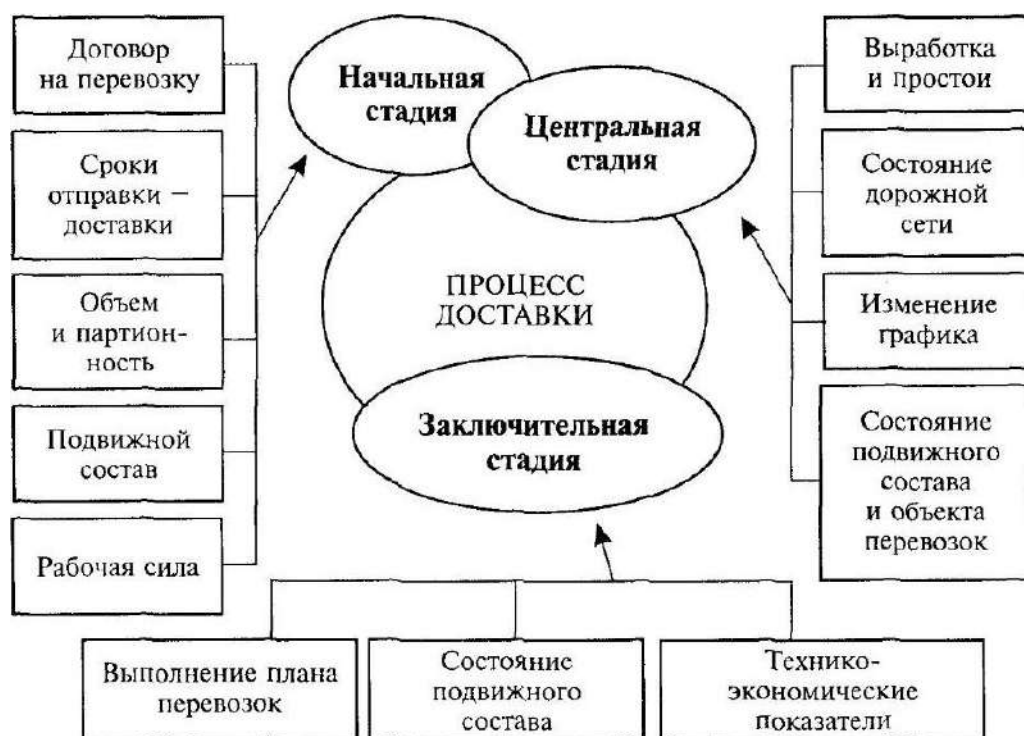 Договор
на перевозку
Сроки
отправки –
доставки
Объем
и партион-
ность
Подвижной
состав
Рабочая сила
Начальная
стадия
Центральная
стадия
ПРОЦЕСС
ДОСТАВКИ
Заключительная
стадия
Выработка
и простои
Состояние
дорожной
сети
Изменение
графика
Состояние
подвижного
состава
и объекта
перевозок
Выполнение плана
перевозок
Состояние
подвижного
состава
Технико-
экономические
показатели